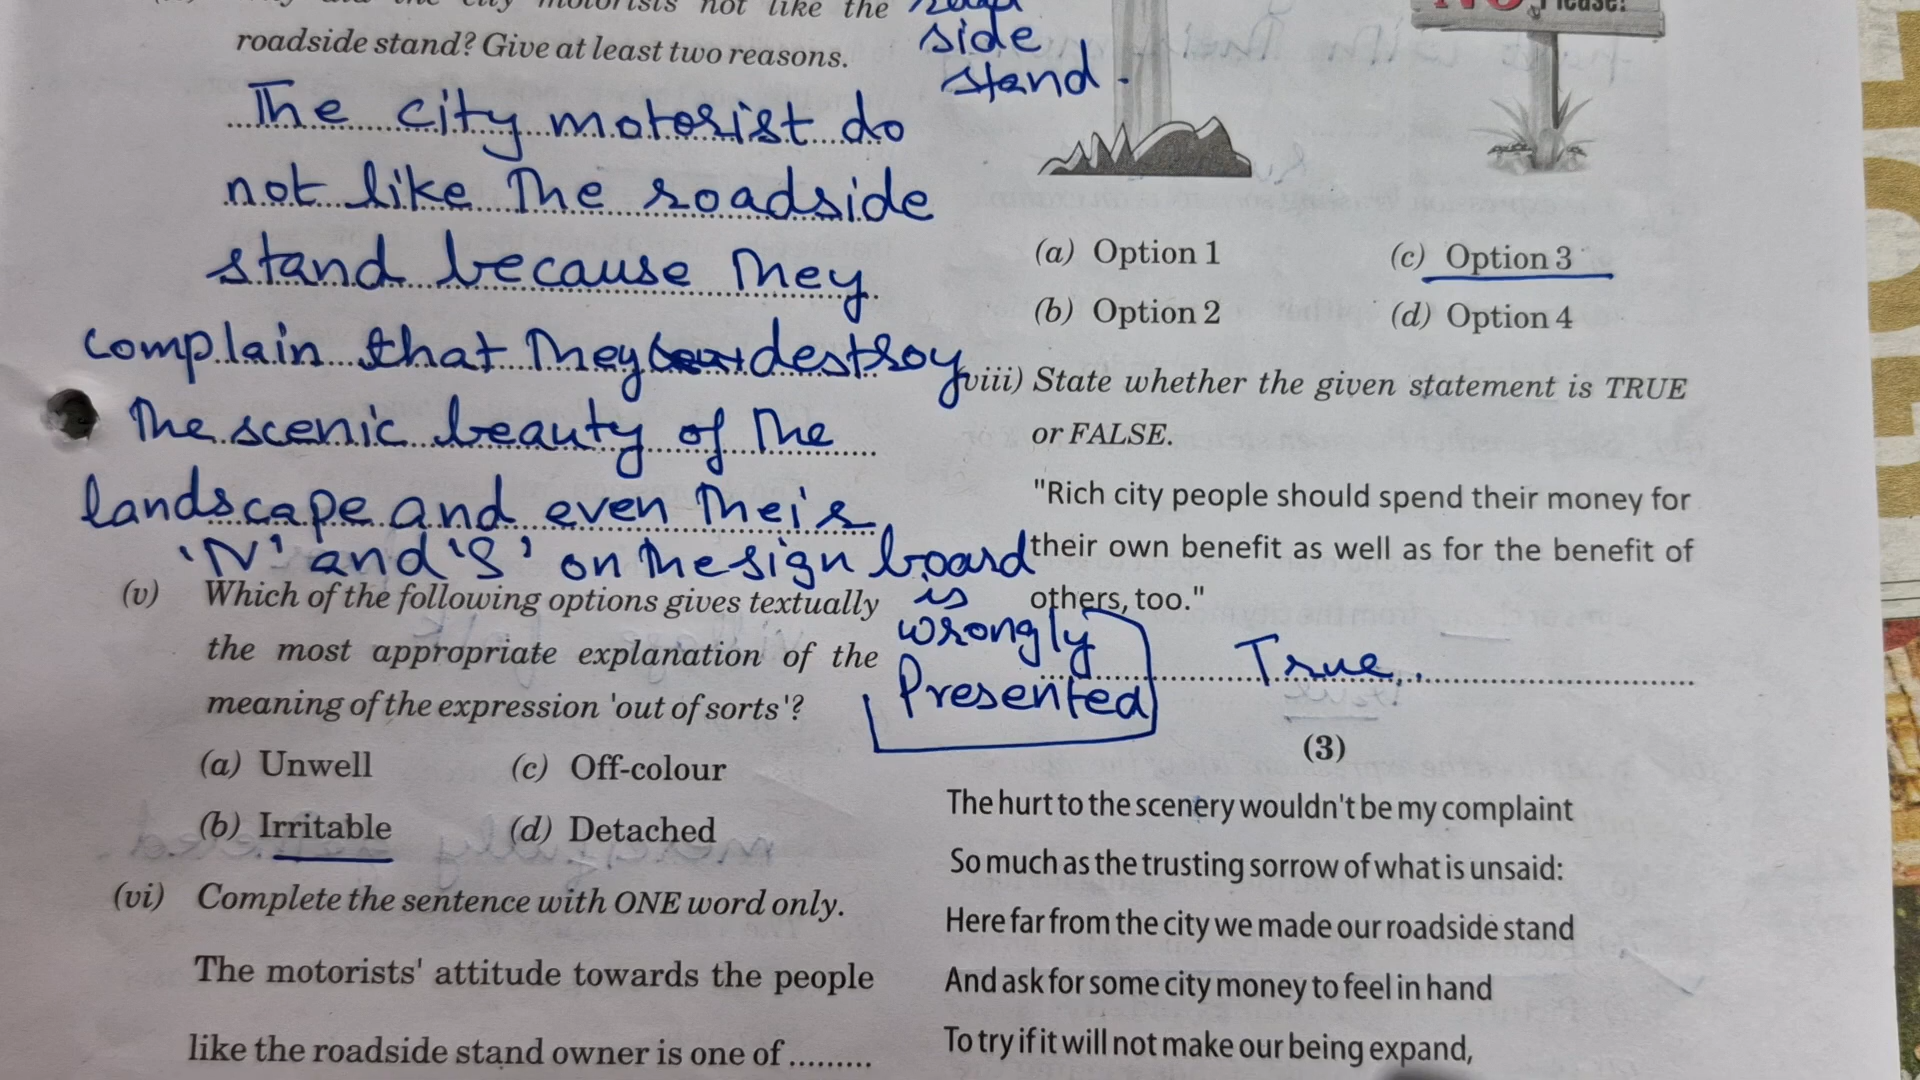 city motorists not like the
roadside stand? Give at least two reasons.
The city motorist do
not like The roadside
stand because They
complain that They destroy
The scenic beauty of The
landscape and even Their
'N' and 'S' on The sign board
is
wrongly
Presented
(v) Which of the following options gives textually
the most appropriate explanation of the
meaning of the expression 'out of sorts'?
(a) Unwell (c) Off-colour
(b) Irritable (d) Detached
(vi) Complete the sentence with ONE word only.
The motorists' attitude towards the people
like the roadside stand owner is one of .........
side
stand.
Please!
(a) Option 1 (c) Option 3
(b) Option 2 (d) Option 4
viii) State whether the given statement is TRUE
or FALSE.
"Rich city people should spend their money for
their own benefit as well as for the benefit of
others, too."
True
(3)
The hurt to the scenery wouldn't be my complaint
So much as the trusting sorrow of what is unsaid:
Here far from the city we made our roadside stand
And ask for some city money to feel in hand
To try if it will not make our being expand,